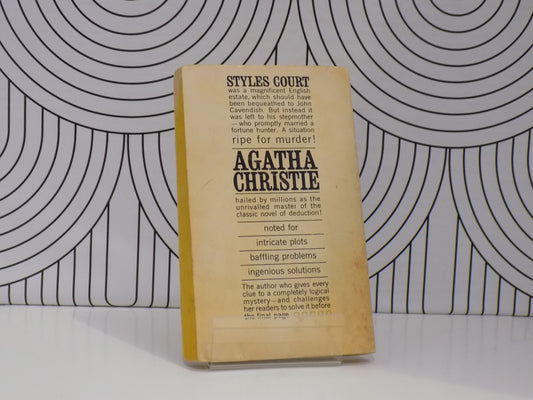 STYLES COURT
was a magnificent English
estate, which should have
been bequeathed to John
Cavendish. But instead it
was left to his stepmother
—who promptly married a
fortune hunter. A situation
ripe for murder!
AGATHA
CHRISTIE
hailed by millions as the
unrivalled master of the
classic novel of deduction!
noted for
intricate plots
baffling problems
ingenious solutions
The author who gives every
clue to a completely logical
mystery—and challenges
her readers to solve it before
the final page